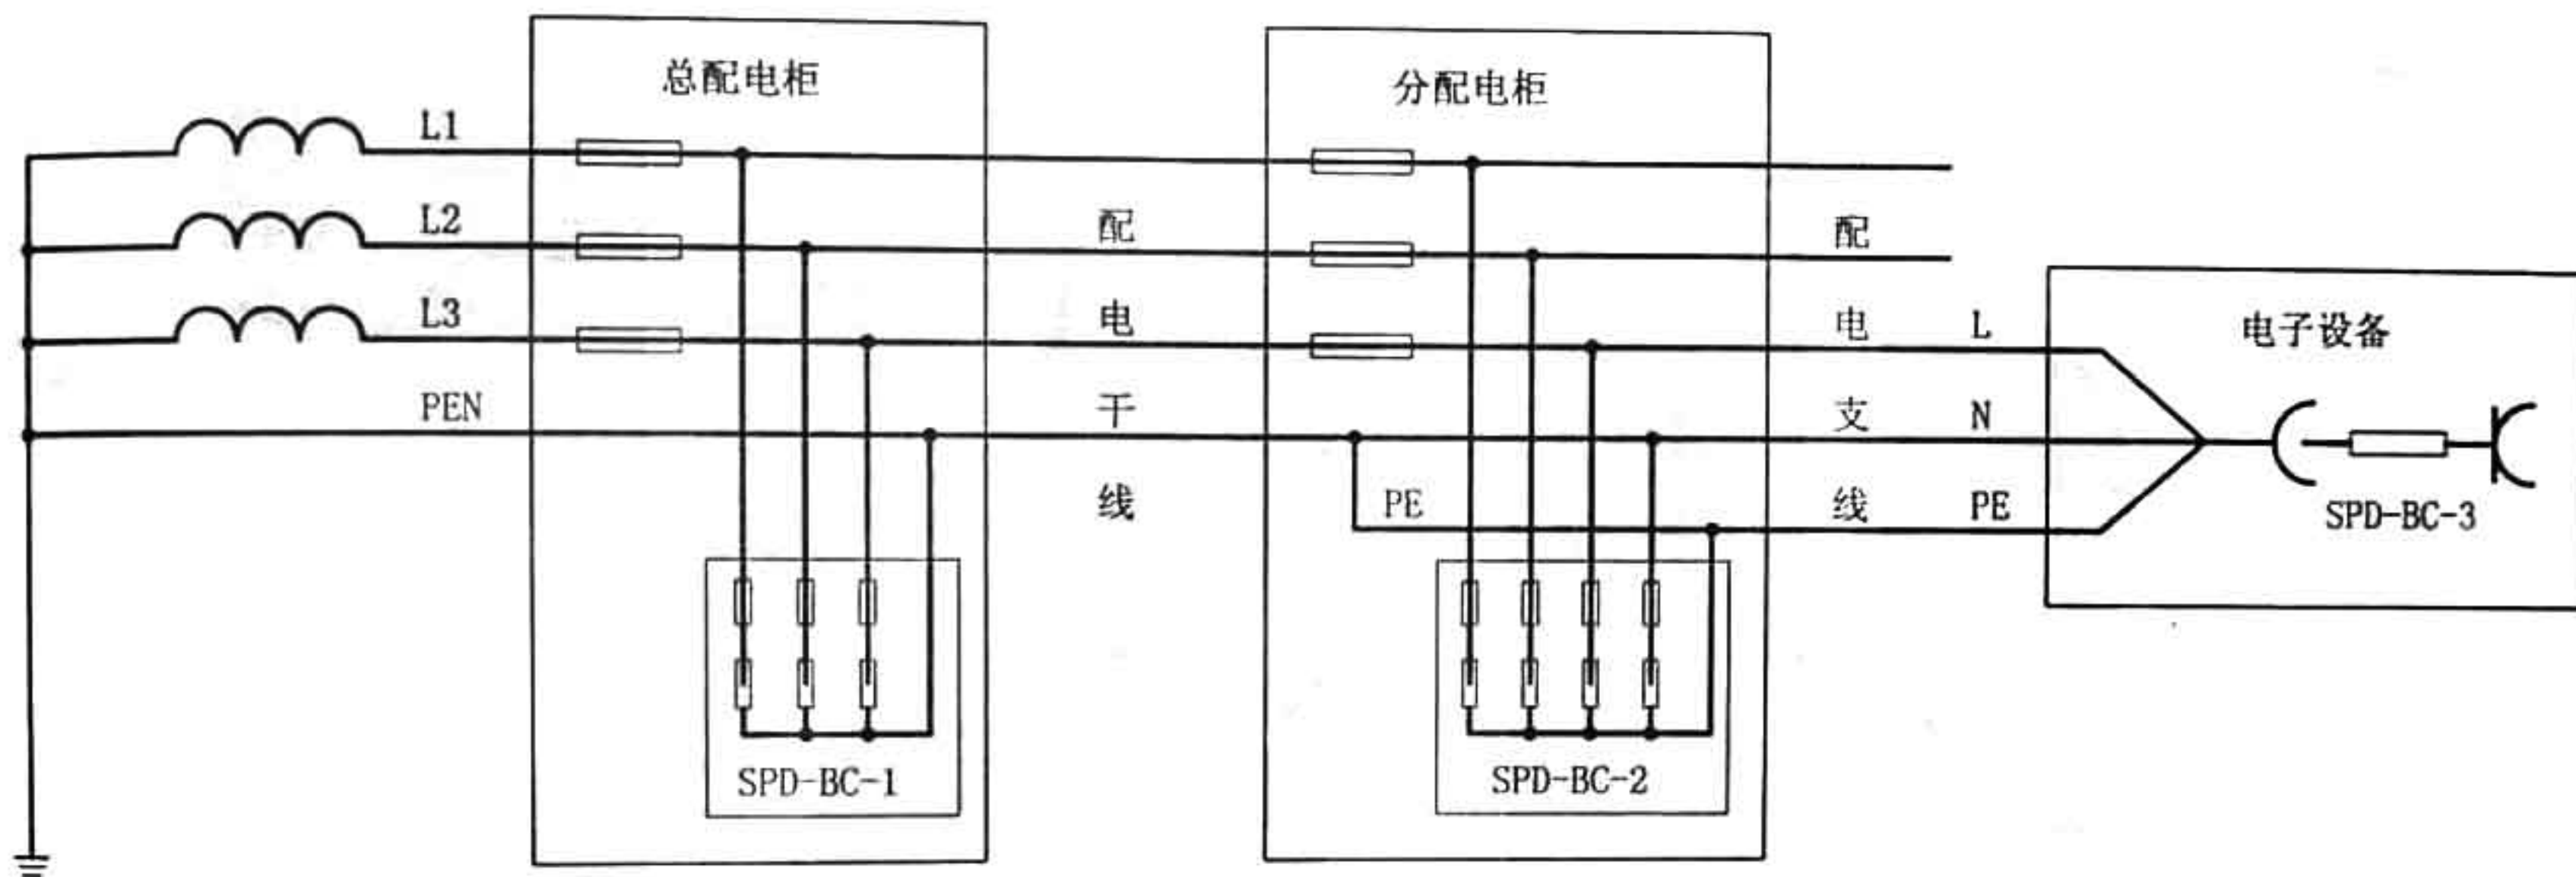 总配电柜
分配电柜
L1
L2
L3
PEN
配电干线
PE
配电支线
L
N
PE
电子设备
SPD-BC-1
SPD-BC-2
SPD-BC-3